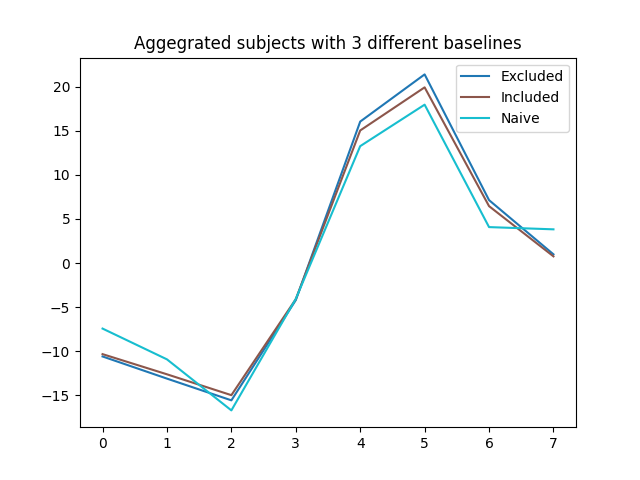 Aggegrated subjects with 3 different baselines
Excluded
Included
Naive
20
15
10
5
0
−5
−10
−15
0 1 2 3 4 5 6 7